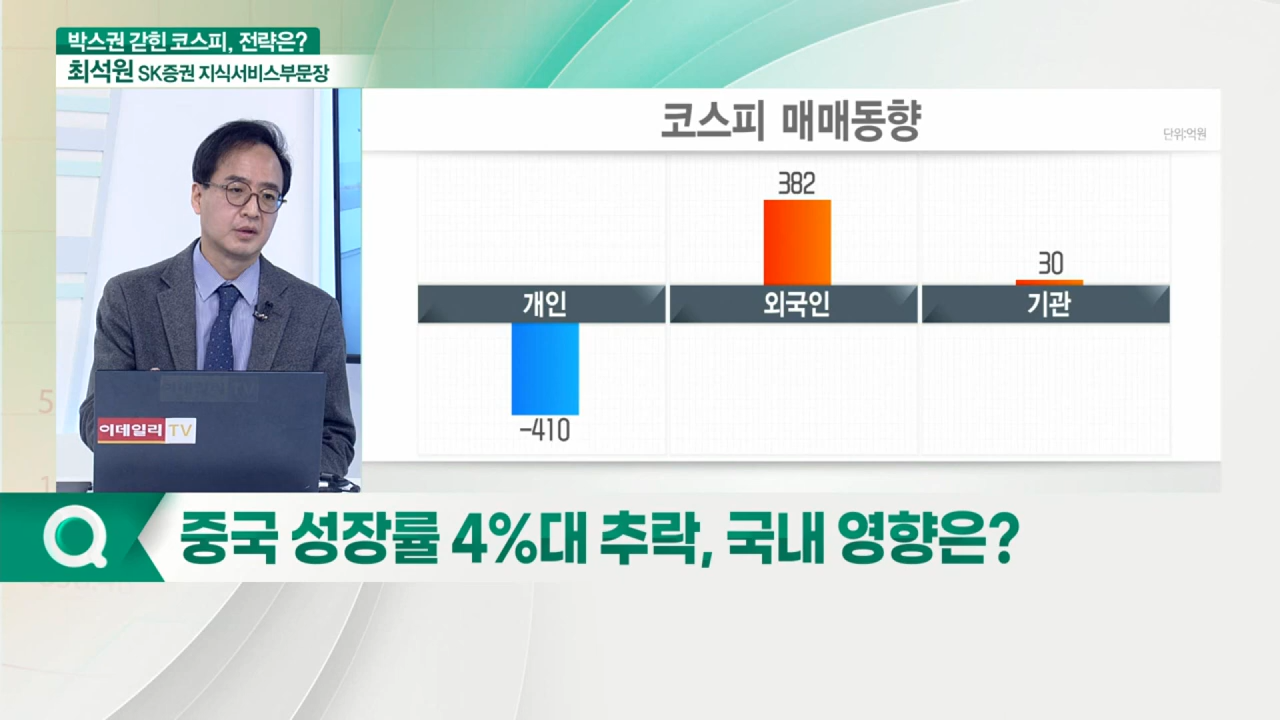 박스권 갇힌 코스피, 전략은?
최석원 SK증권 지식서비스부문장
코스피 매매동향
단위:억원
382
30
개인
외국인
기관
-410
이데일리 TV
5
1
중국 성장률 4%대 추락, 국내 영향은?